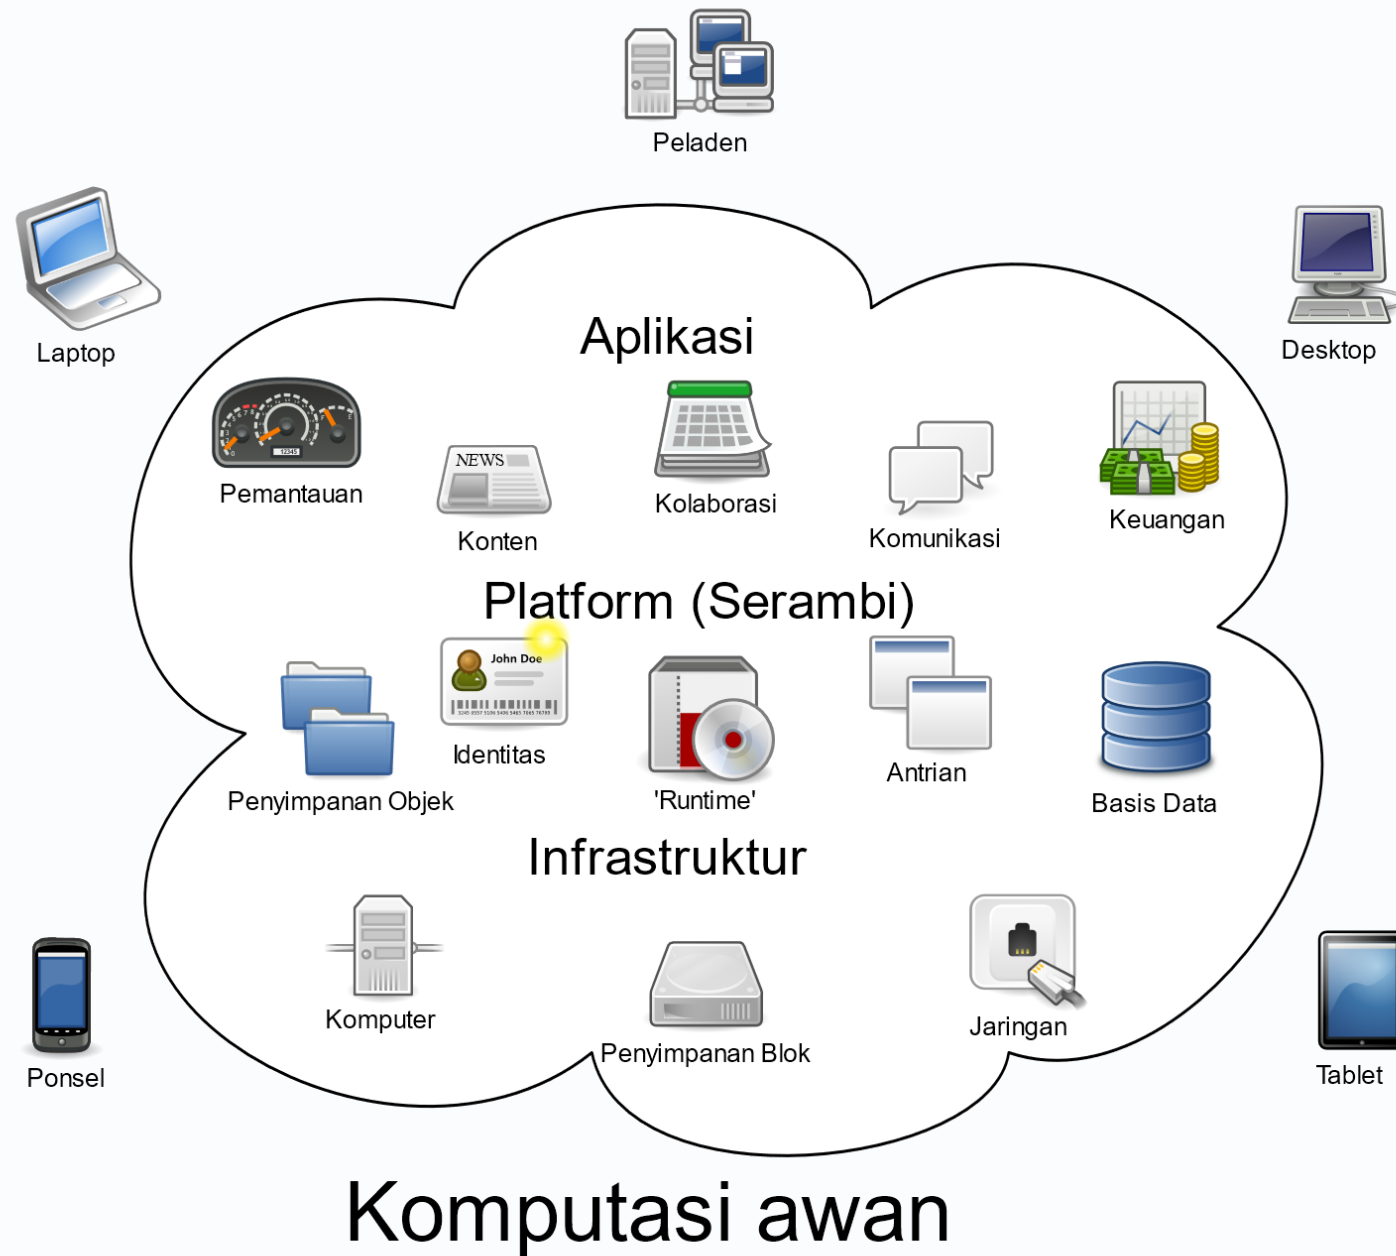 Peladen
Laptop
Desktop
Aplikasi
Pemantauan
NEWS
Konten
Kolaborasi
Komunikasi
Keuangan
Platform (Serambi)
John Doe
Penyimpanan Objek
Identitas
'Runtime'
Antrian
Basis Data
Infrastruktur
Komputer
Penyimpanan Blok
Jaringan
Ponsel
Tablet
Komputasi awan